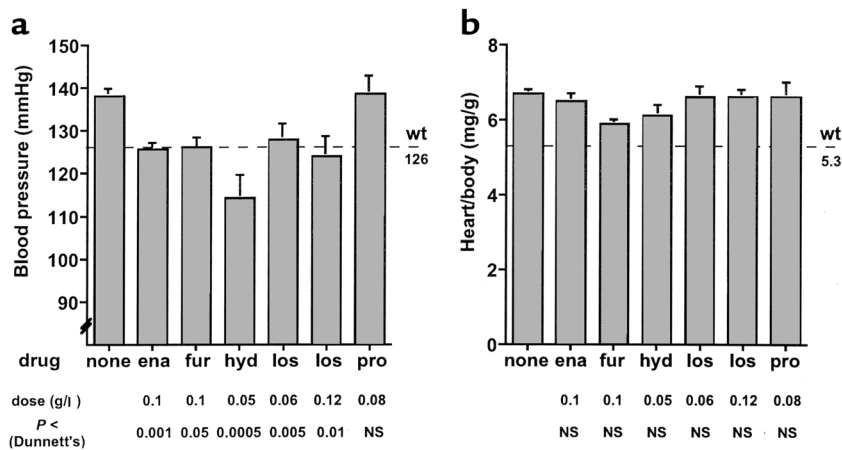 a
Blood pressure (mmHg)
150
140
130
120
110
100
90
wt
126
drug none ena fur hyd los los pro
dose (g/l) 0.1 0.1 0.05 0.06 0.12 0.08
P <
(Dunnett's) 0.001 0.05 0.0005 0.005 0.01 NS
b
Heart/body (mg/g)
8
6
4
2
0
wt
5.3
none ena fur hyd los los pro
0.1 0.1 0.05 0.06 0.12 0.08
NS NS NS NS NS NS